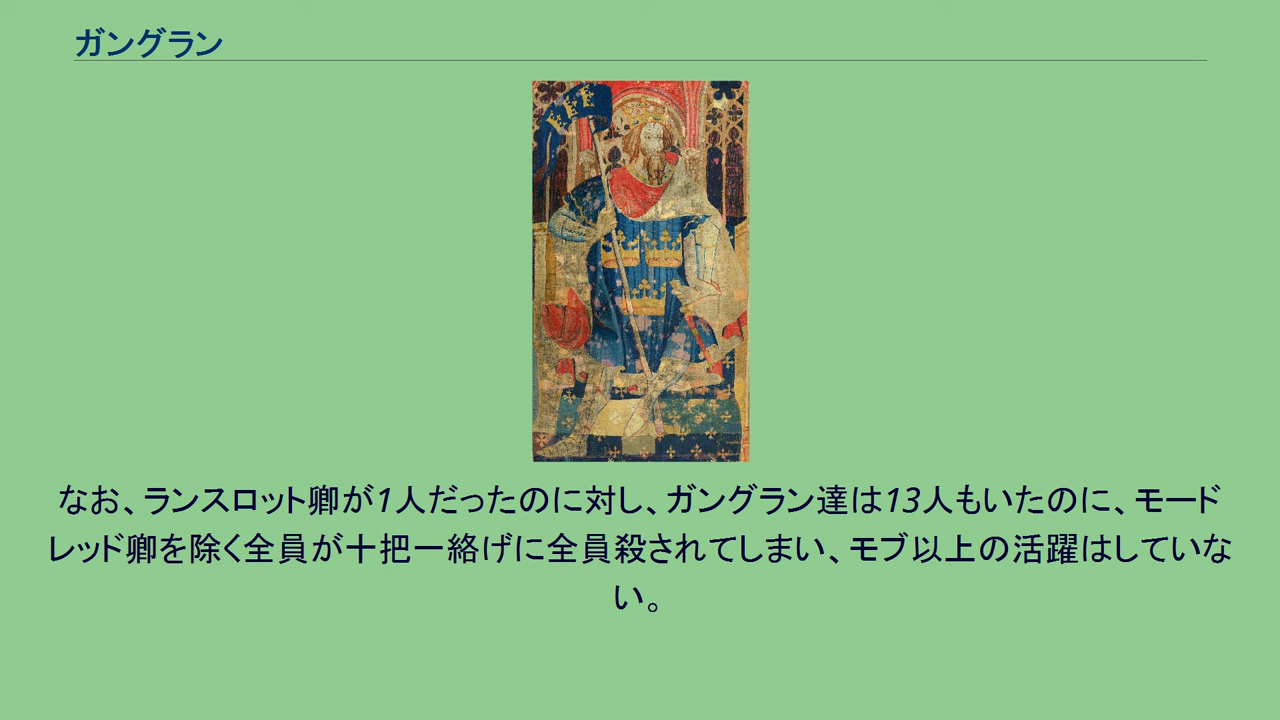 ガングラン
なお、ランスロット卿が1人だったのに対し、ガングラン達は13人もいたのに、モード
レッド卿を除く全員が十把一絡げに全員殺されてしまい、モブ以上の活躍はしていな
い。